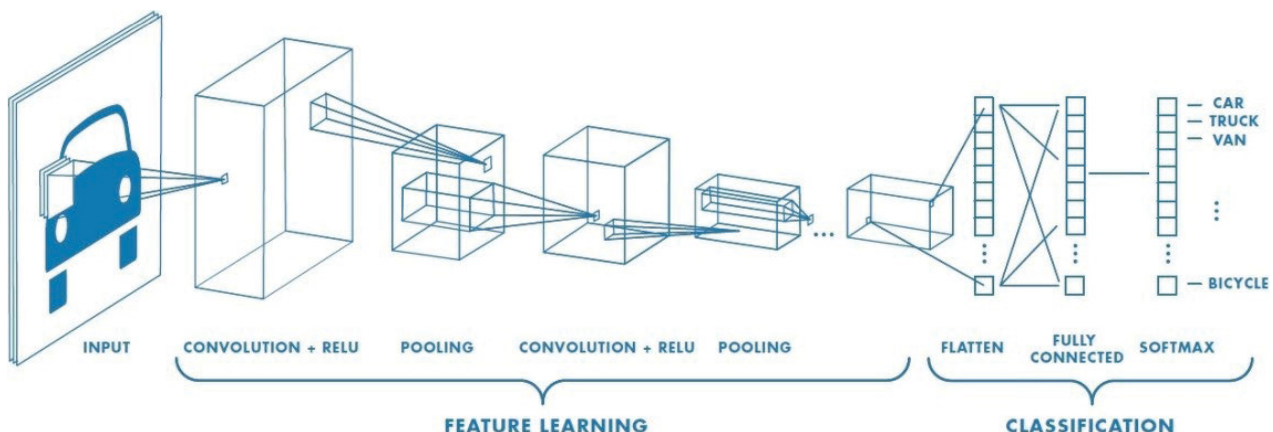 CAR
TRUCK
VAN
BICYCLE
INPUT
CONVOLUTION + RELU
POOLING
CONVOLUTION + RELU
POOLING
FLATTEN
FULLY
CONNECTED
SOFTMAX
FEATURE LEARNING
CLASSIFICATION